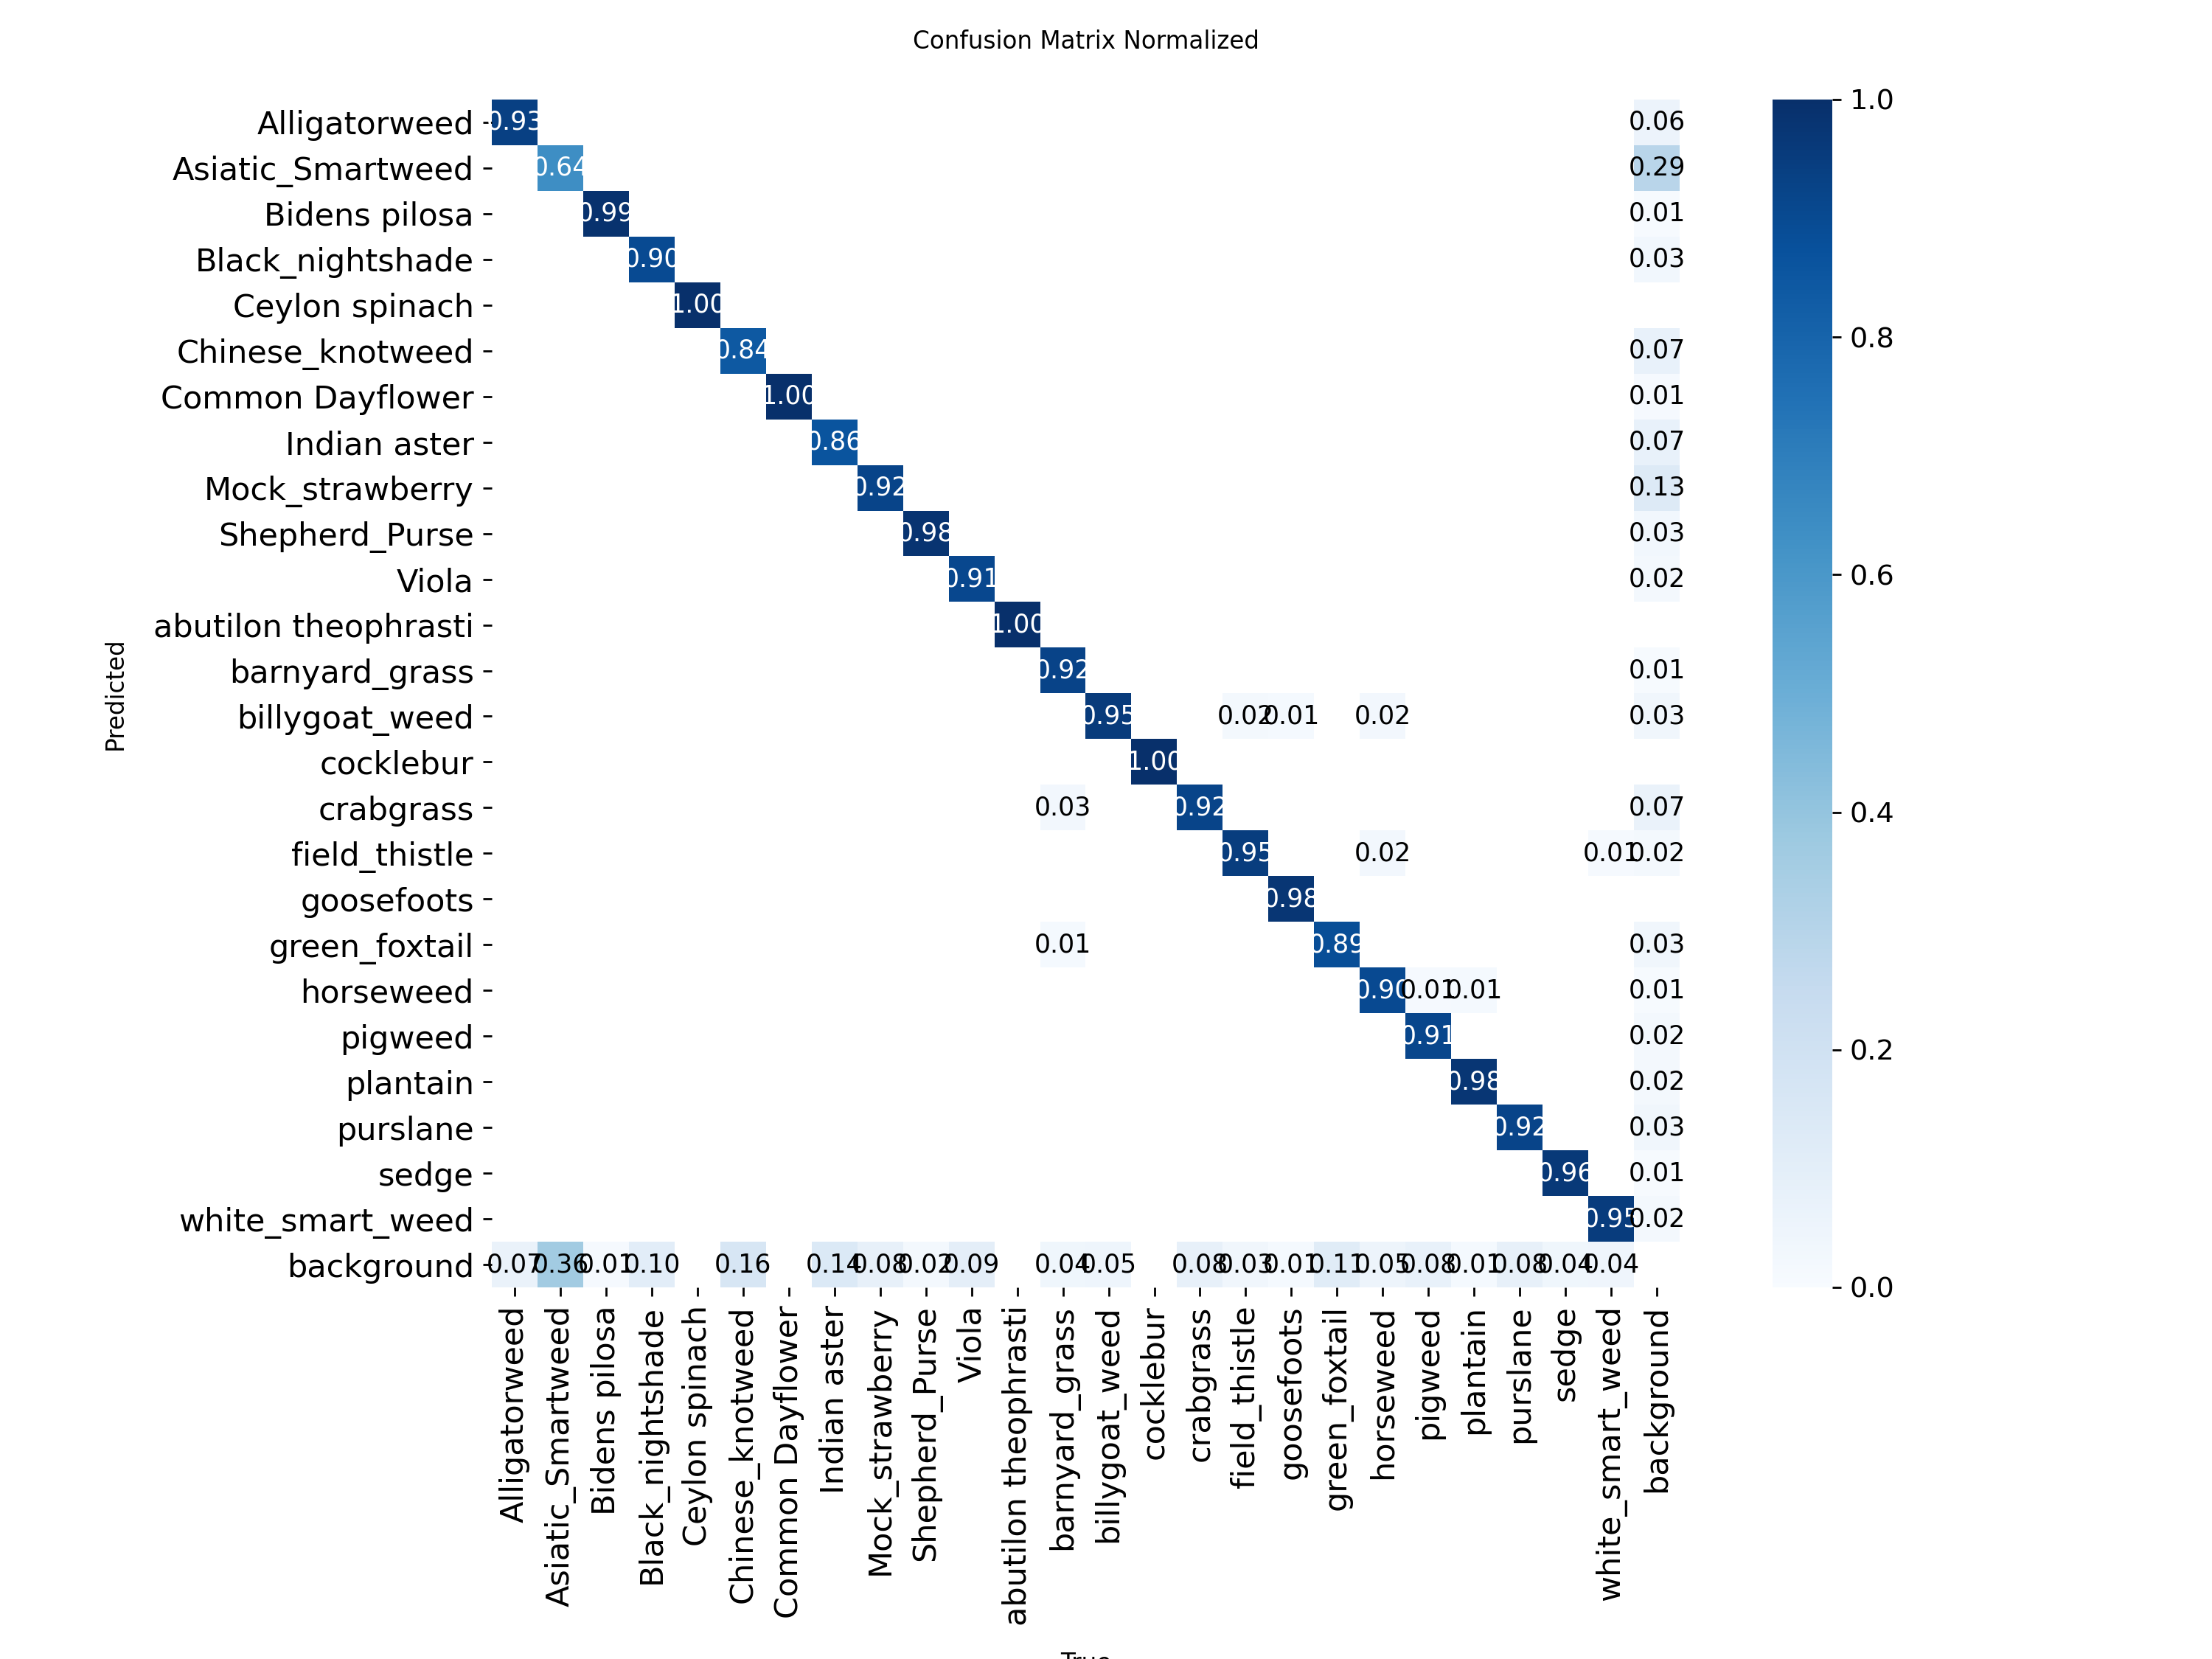 Confusion Matrix Normalized
Predicted
Alligatorweed 0.93 0.06
Asiatic_Smartweed 0.64 0.29
Bidens pilosa 0.99 0.01
Black_nightshade 0.90 0.03
Ceylon spinach 1.00
Chinese_knotweed 0.84 0.07
Common Dayflower 1.00 0.01
Indian aster 0.86 0.07
Mock_strawberry 0.92 0.13
Shepherd_Purse 0.98 0.03
Viola 0.91 0.02
abutilon theophrasti 1.00
barnyard_grass 0.92 0.01
billygoat_weed 0.95 0.02 0.01 0.02 0.03
cocklebur 1.00
crabgrass 0.03 0.92 0.07
field_thistle 0.95 0.02 0.01 0.02
goosefoots 0.98
green_foxtail 0.01 0.89 0.03
horseweed 0.90 0.01 0.01 0.01
pigweed 0.91 0.02
plantain 0.98 0.02
purslane 0.92 0.03
sedge 0.96 0.01
white_smart_weed 0.95 0.02
background 0.07 0.36 0.01 0.10 0.16 0.14 0.08 0.02 0.09 0.04 0.05 0.08 0.03 0.01 0.11 0.05 0.08 0.01 0.08 0.04 0.04
Alligatorweed
Asiatic_Smartweed
Bidens pilosa
Black_nightshade
Ceylon spinach
Chinese_knotweed
Common Dayflower
Indian aster
Mock_strawberry
Shepherd_Purse
Viola
abutilon theophrasti
barnyard_grass
billygoat_weed
cocklebur
crabgrass
field_thistle
goosefoots
green_foxtail
horseweed
pigweed
plantain
purslane
sedge
white_smart_weed
background
True
1.0
0.8
0.6
0.4
0.2
0.0